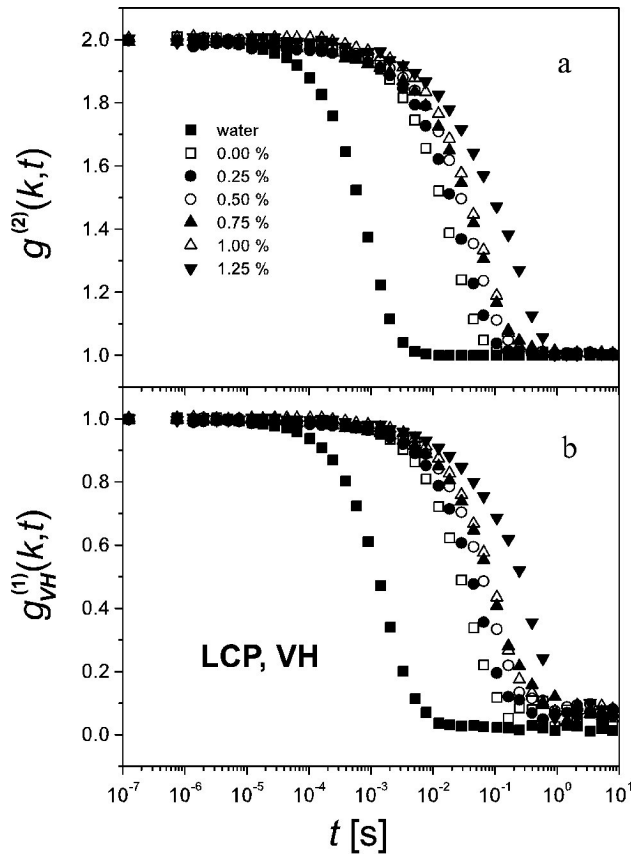 2.0
1.8
1.6
1.4
1.2
1.0
g⁽²⁾(k,t)
a
water
0.00 %
0.25 %
0.50 %
0.75 %
1.00 %
1.25 %
1.0
0.8
0.6
0.4
0.2
0.0
g⁽¹⁾VH(k,t)
b
LCP, VH
10⁻⁷ 10⁻⁶ 10⁻⁵ 10⁻⁴ 10⁻³ 10⁻² 10⁻¹ 10⁰ 10¹
t [s]